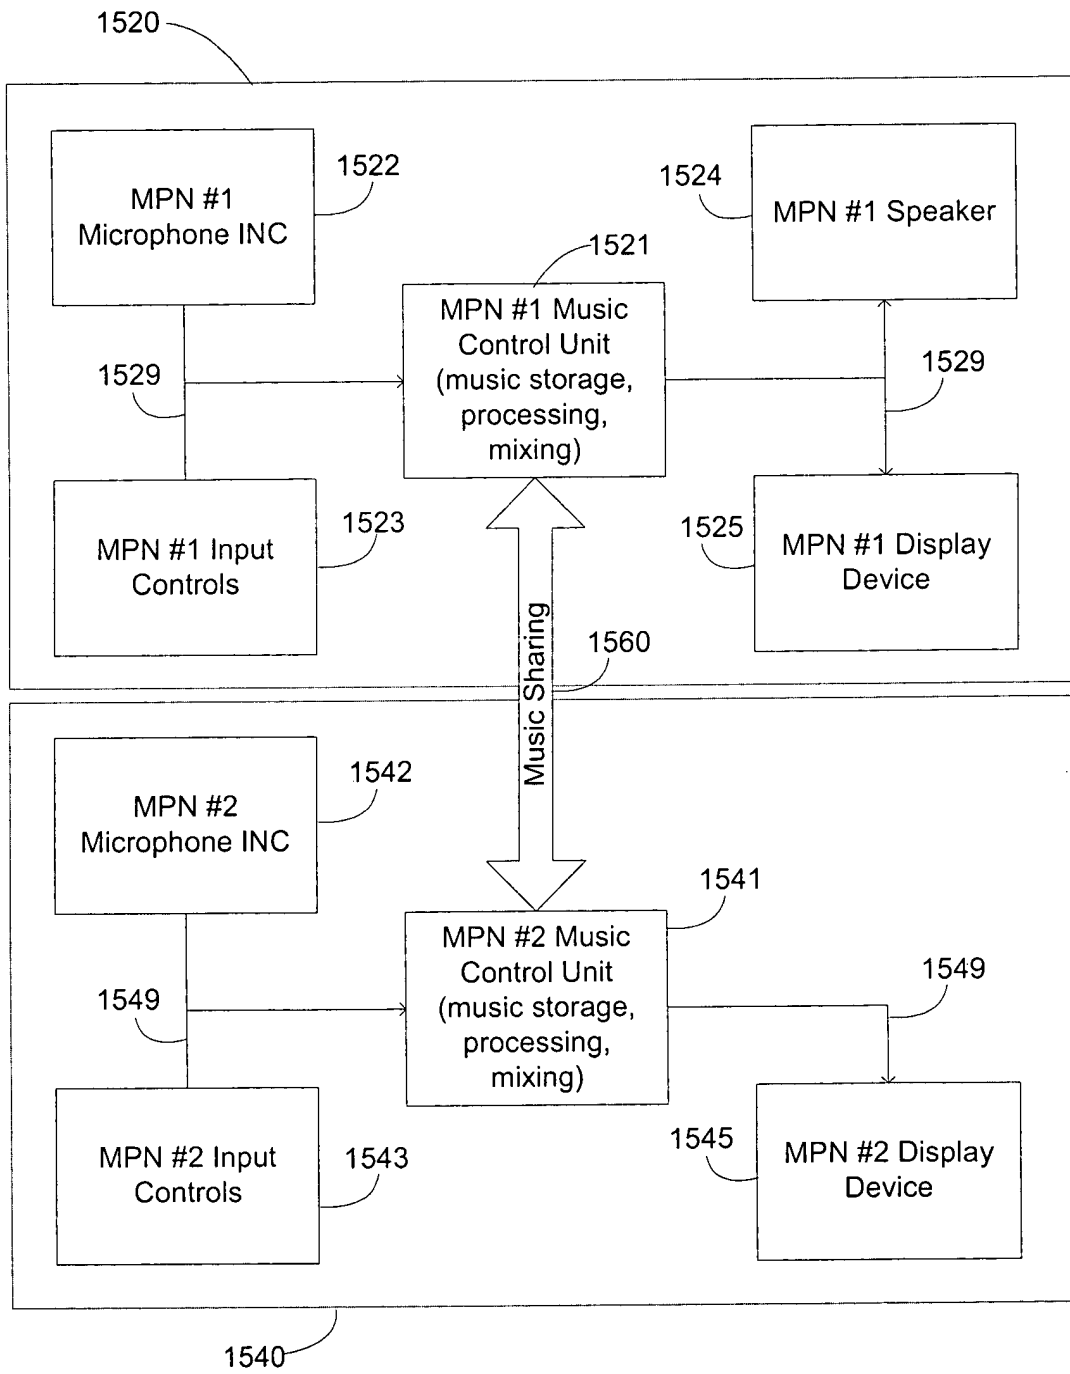 1520
MPN #1
Microphone INC
1522
1524
MPN #1 Speaker
1521
MPN #1 Music
Control Unit
(music storage,
processing,
mixing)
1529
1529
MPN #1 Input
Controls
1523
1525
MPN #1 Display
Device
Music Sharing
1560
MPN #2
Microphone INC
1542
1541
MPN #2 Music
Control Unit
(music storage,
processing,
mixing)
1549
1549
MPN #2 Input
Controls
1543
1545
MPN #2 Display
Device
1540